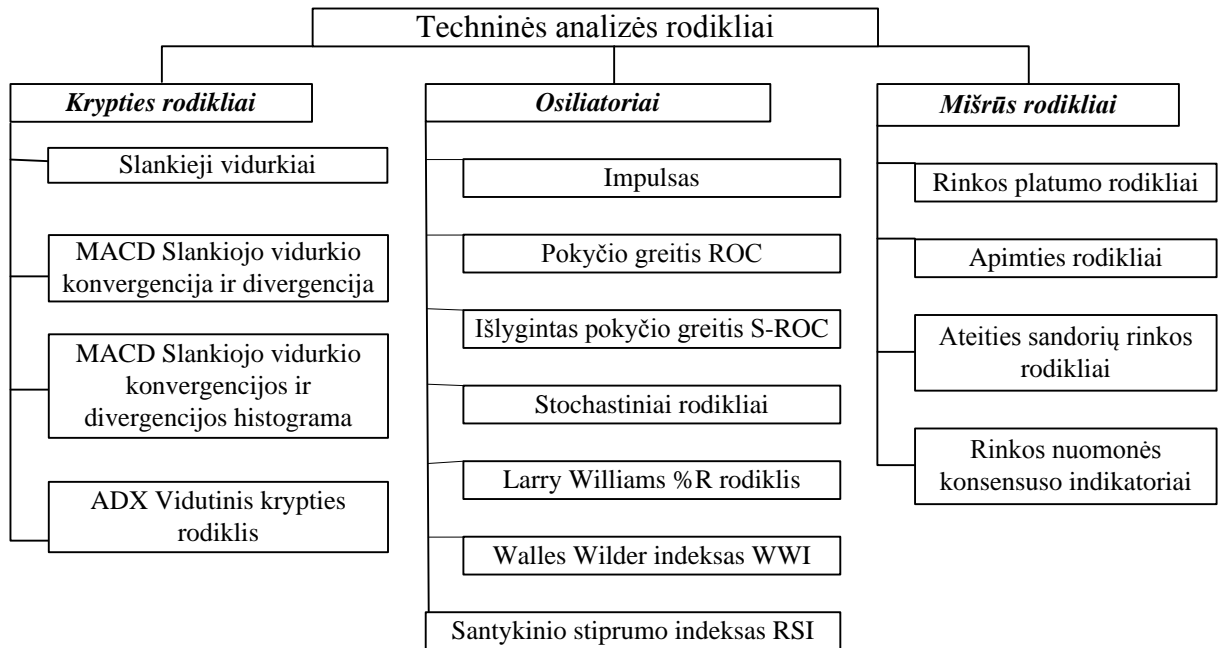 Techninės analizės rodikliai
Krypties rodikliai
Slankieji vidurkiai
MACD Slankiojo vidurkio
konvergencija ir divergencija
MACD Slankiojo vidurkio
konvergencijos ir
divergencijos histograma
ADX Vidutinis krypties
rodiklis
Osiliatoriai
Impulsas
Pokyčio greitis ROC
Išlygintas pokyčio greitis S-ROC
Stochastiniai rodikliai
Larry Williams %R rodiklis
Walles Wilder indeksas WWI
Santykinio stiprumo indeksas RSI
Mišrūs rodikliai
Rinkos platumo rodikliai
Apimties rodikliai
Ateities sandorių rinkos
rodikliai
Rinkos nuomonės
konsensuso indikatoriai